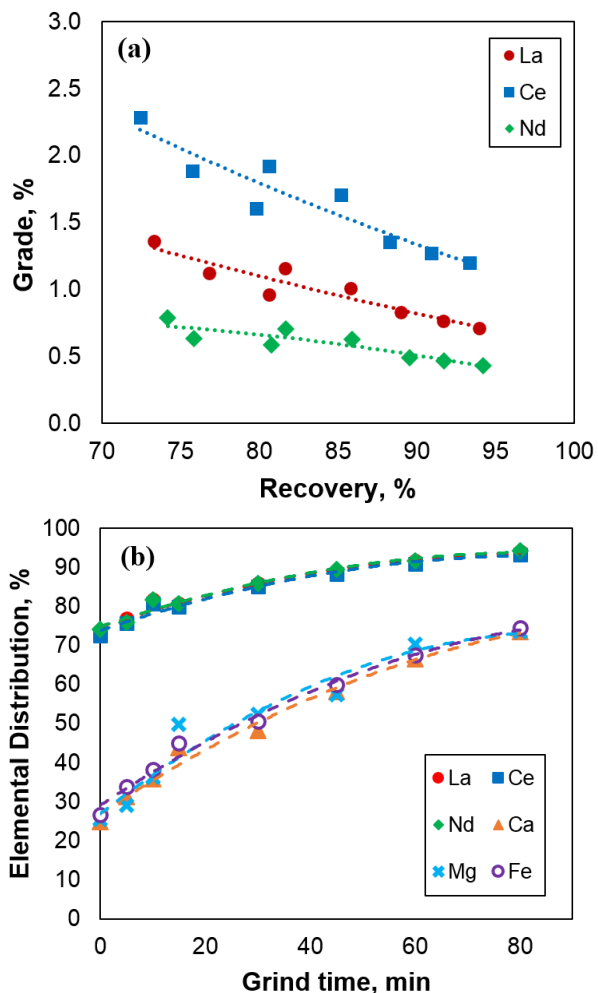 (a)
La
Ce
Nd
Grade, %
3.0
2.5
2.0
1.5
1.0
0.5
0.0
70 75 80 85 90 95 100
Recovery, %
(b)
Elemental Distribution, %
100
90
80
70
60
50
40
30
20
10
0
La Ce
Nd Ca
Mg Fe
0 20 40 60 80
Grind time, min